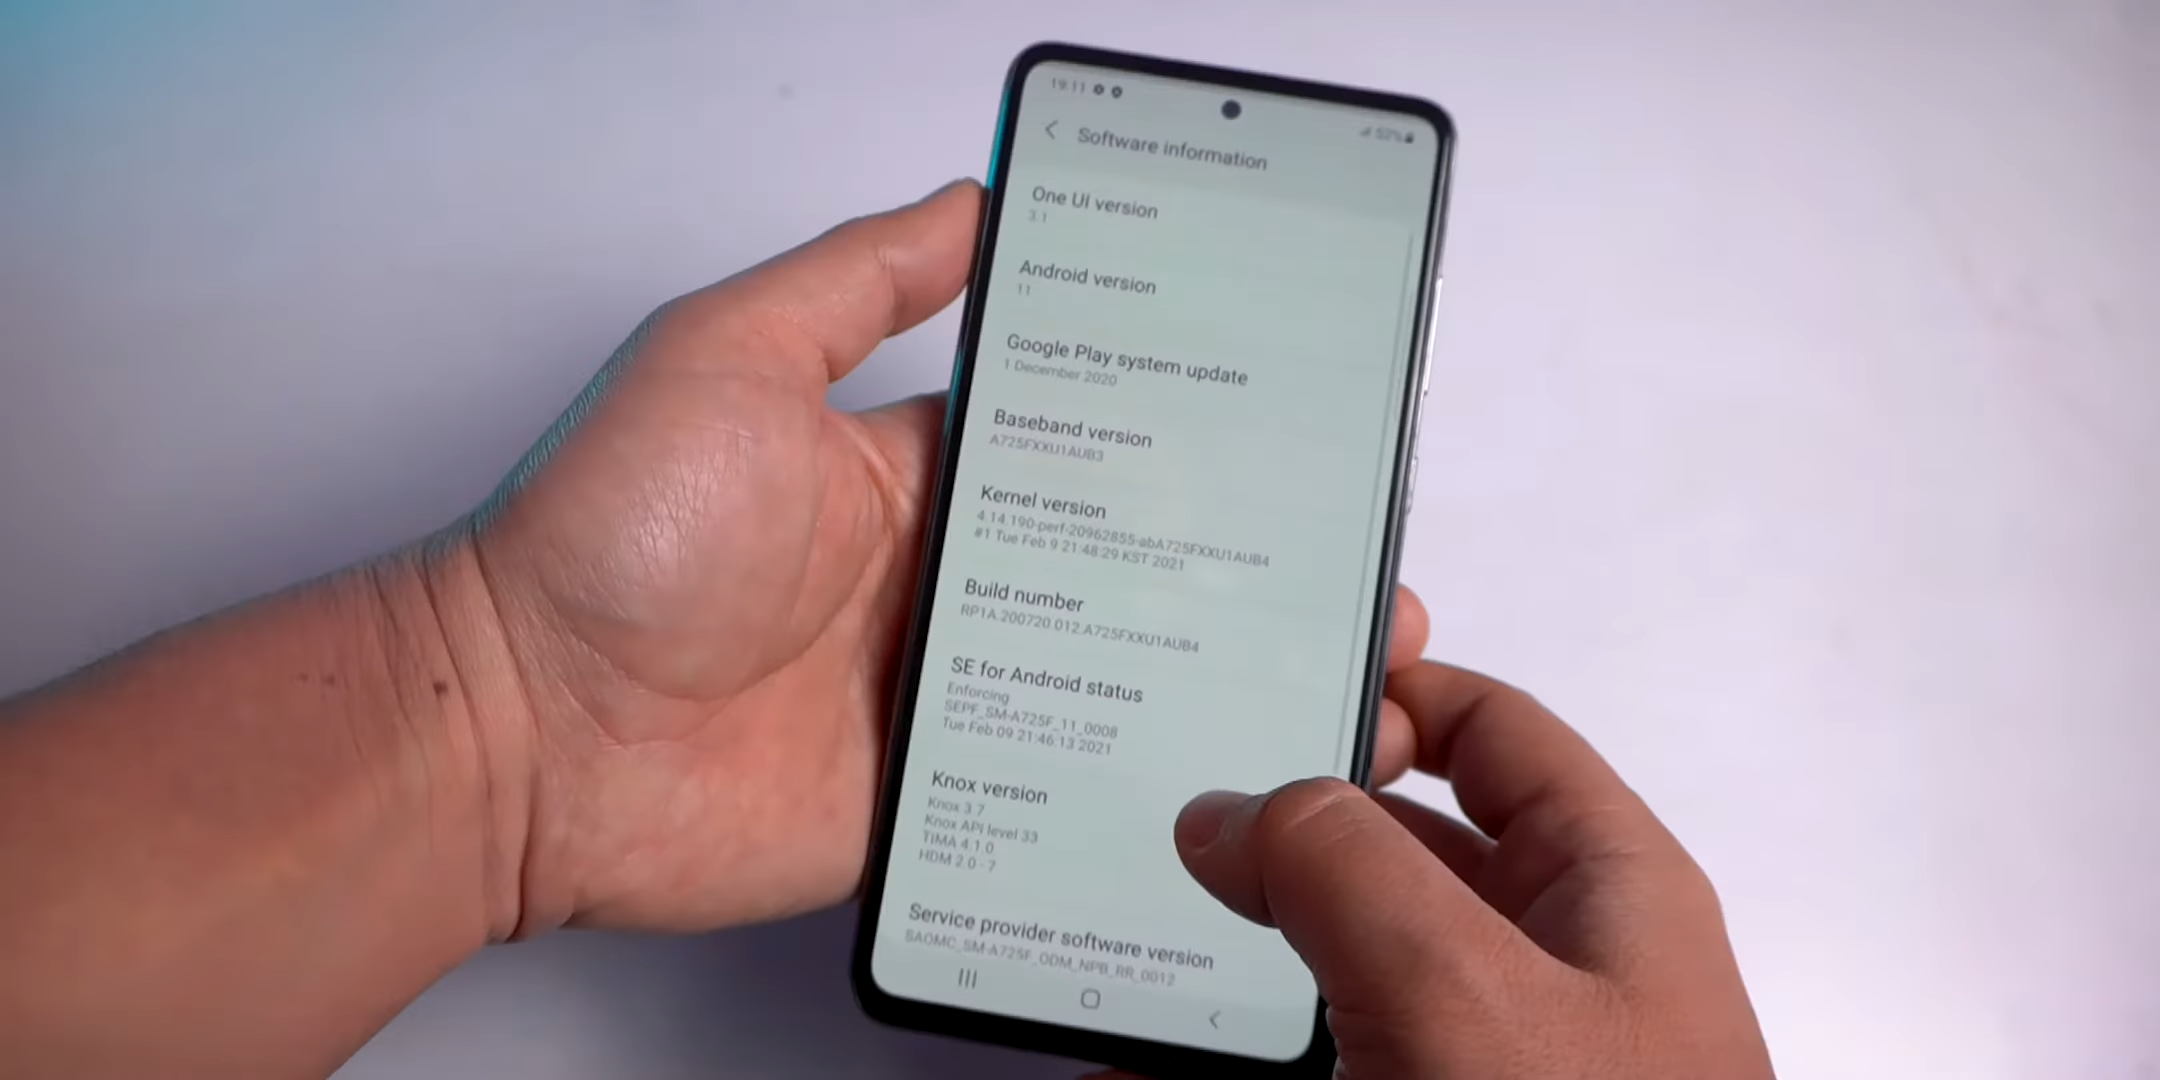 19:11
52%
Software information
One UI version
3.1
Android version
11
Google Play system update
1 December 2020
Baseband version
A725FXXU1AUB3
Kernel version
4.14.190-perf-20962855-abA725FXXU1AUB4
#1 Tue Feb 9 21:48:29 KST 2021
Build number
RP1A.200720.012.A725FXXU1AUB4
SE for Android status
Enforcing
SEPF_SM-A725F_11_0008
Tue Feb 09 21:46:13 2021
Knox version
Knox 3.7
Knox API level 33
TIMA 4.1.0
HDM 2.0 - 7
Service provider software version
SAOMC_SM-A725F_ODM_NPB_RR_0012